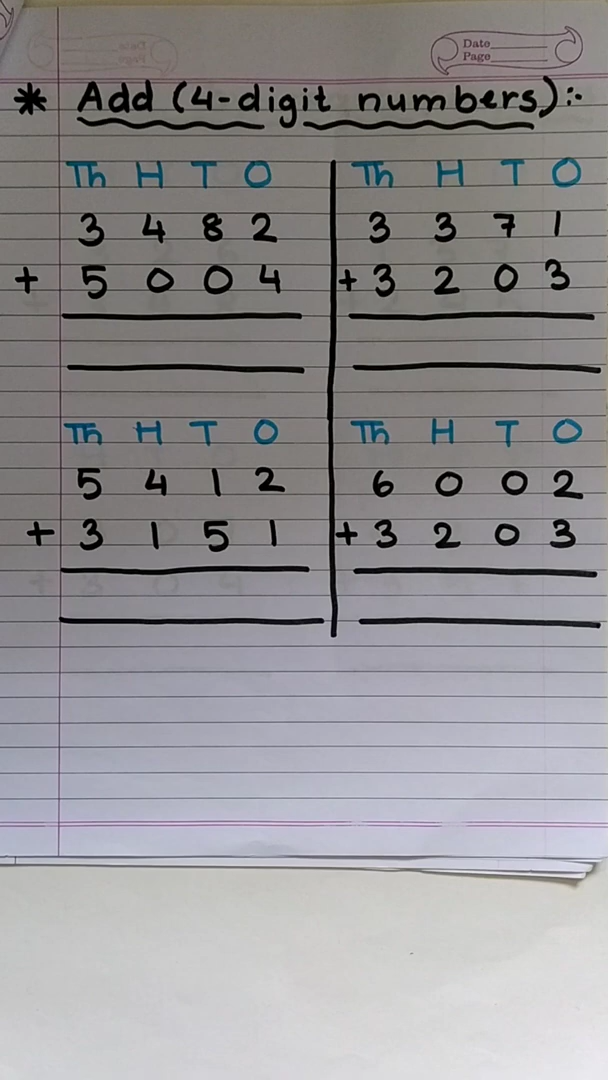 Date
Page
* Add (4-digit numbers):-
Th H T O
3 4 8 2
+ 5 0 0 4
Th H T O
3 3 7 1
+ 3 2 0 3
Th H T O
5 4 1 2
+ 3 1 5 1
Th H T O
6 0 0 2
+ 3 2 0 3